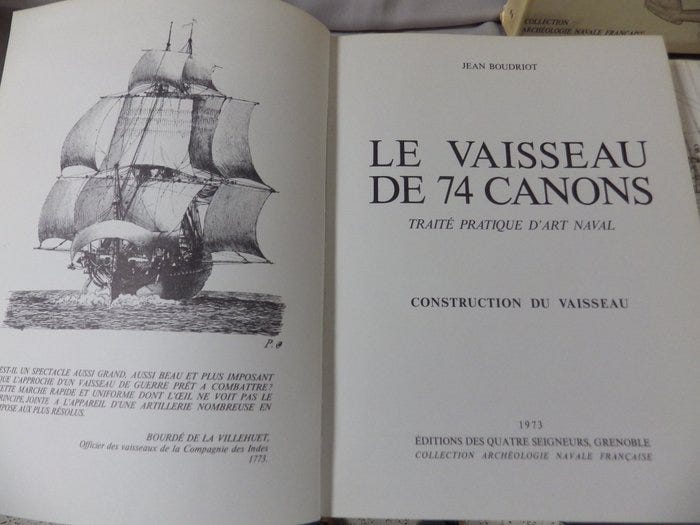 COLLECTION
ARCHÉOLOGIE NAVALE FRANÇAISE
P.
EST-IL UN SPECTACLE AUSSI GRAND, AUSSI BEAU ET PLUS IMPOSANT
QUE L'APPROCHE D'UN VAISSEAU DE GUERRE PRÊT A COMBATTRE?
CETTE MARCHE RAPIDE ET UNIFORME DONT L'ŒIL NE VOIT PAS LE
PRINCIPE, JOINTE A L'APPAREIL D'UNE ARTILLERIE NOMBREUSE EN
IMPOSE AUX PLUS RÉSOLUS.
BOURDÉ DE LA VILLEHUET,
Officier des vaisseaux de la Compagnie des Indes
1773.
JEAN BOUDRIOT
LE VAISSEAU
DE 74 CANONS
TRAITÉ PRATIQUE D'ART NAVAL
CONSTRUCTION DU VAISSEAU
1973
ÉDITIONS DES QUATRE SEIGNEURS, GRENOBLE
COLLECTION ARCHÉOLOGIE NAVALE FRANÇAISE